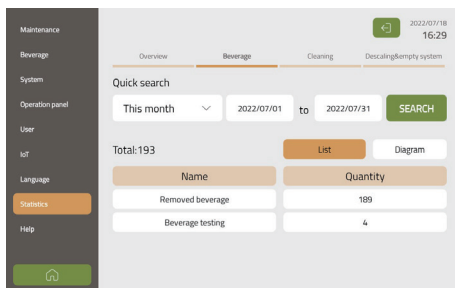 Maintenance
Beverage
System
Operation panel
User
IoT
Language
Statistics
Help
2022/07/18
16:29
Overview Beverage Cleaning Descaling&empty system
Quick search
This month 2022/07/01 to 2022/07/31 SEARCH
Total:193 List Diagram
Name Quantity
Removed beverage 189
Beverage testing 4